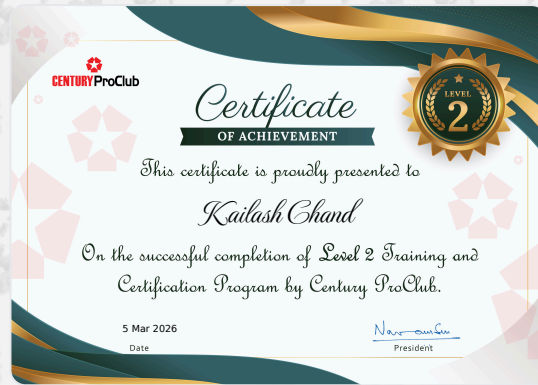 CENTURY ProClub
Certificate
OF ACHIEVEMENT
LEVEL
2
This certificate is proudly presented to
Kailash Chand
On the successful completion of Level 2 Training and
Certification Program by Century ProClub.
5 Mar 2026
Date
President